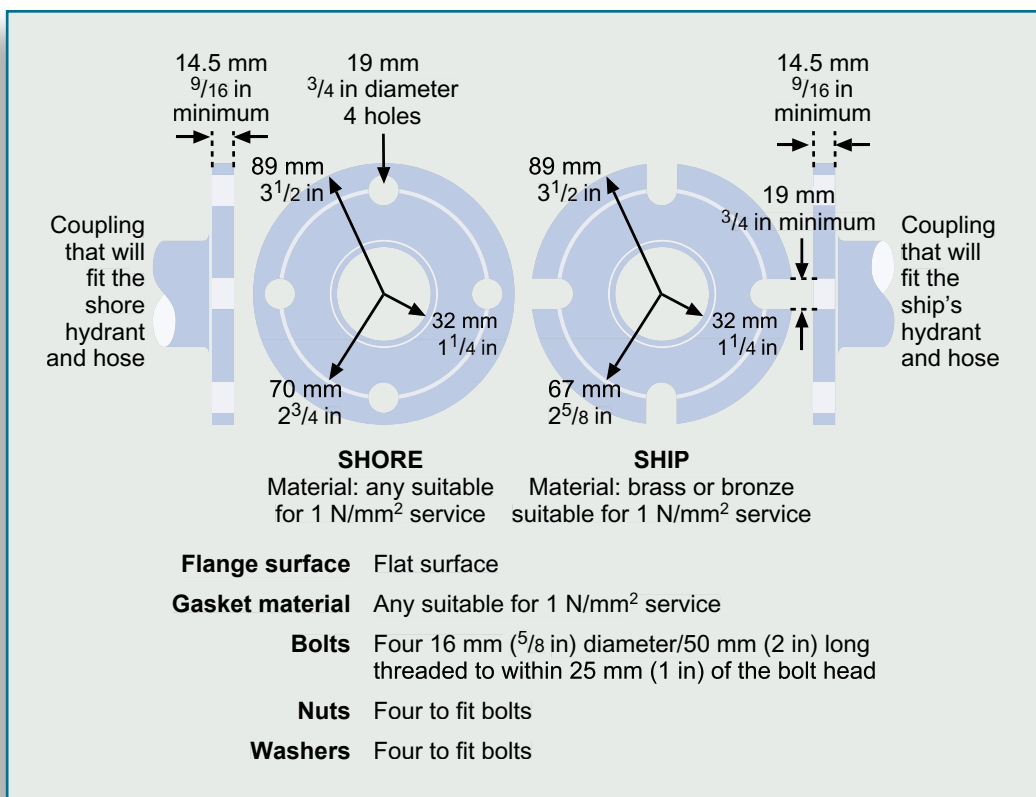 14.5 mm
9/16 in
minimum
19 mm
3/4 in diameter
4 holes
14.5 mm
9/16 in
minimum
89 mm
3 1/2 in
89 mm
3 1/2 in
19 mm
3/4 in minimum
Coupling
that will
fit the
shore
hydrant
and hose
Coupling
that will
fit the
ship's
hydrant
and hose
32 mm
1 1/4 in
32 mm
1 1/4 in
70 mm
2 3/4 in
67 mm
2 5/8 in
SHORE
Material: any suitable
for 1 N/mm² service
SHIP
Material: brass or bronze
suitable for 1 N/mm² service
Flange surface Flat surface
Gasket material Any suitable for 1 N/mm² service
Bolts Four 16 mm (5/8 in) diameter/50 mm (2 in) long
threaded to within 25 mm (1 in) of the bolt head
Nuts Four to fit bolts
Washers Four to fit bolts